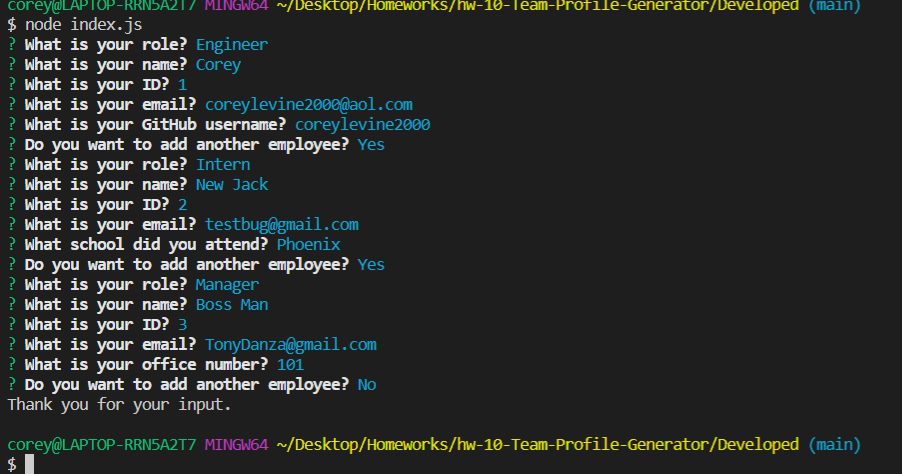 corey@LAPTOP-RRN5A2T7 MINGW64 ~/Desktop/Homeworks/hw-10-Team-Profile-Generator/Developed (main)
$ node index.js
? What is your role? Engineer
? What is your name? Corey
? What is your ID? 1
? What is your email? coreylevine2000@aol.com
? What is your GitHub username? coreylevine2000
? Do you want to add another employee? Yes
? What is your role? Intern
? What is your name? New Jack
? What is your ID? 2
? What is your email? testbug@gmail.com
? What school did you attend? Phoenix
? Do you want to add another employee? Yes
? What is your role? Manager
? What is your name? Boss Man
? What is your ID? 3
? What is your email? TonyDanza@gmail.com
? What is your office number? 101
? Do you want to add another employee? No
Thank you for your input.
corey@LAPTOP-RRN5A2T7 MINGW64 ~/Desktop/Homeworks/hw-10-Team-Profile-Generator/Developed (main)
$